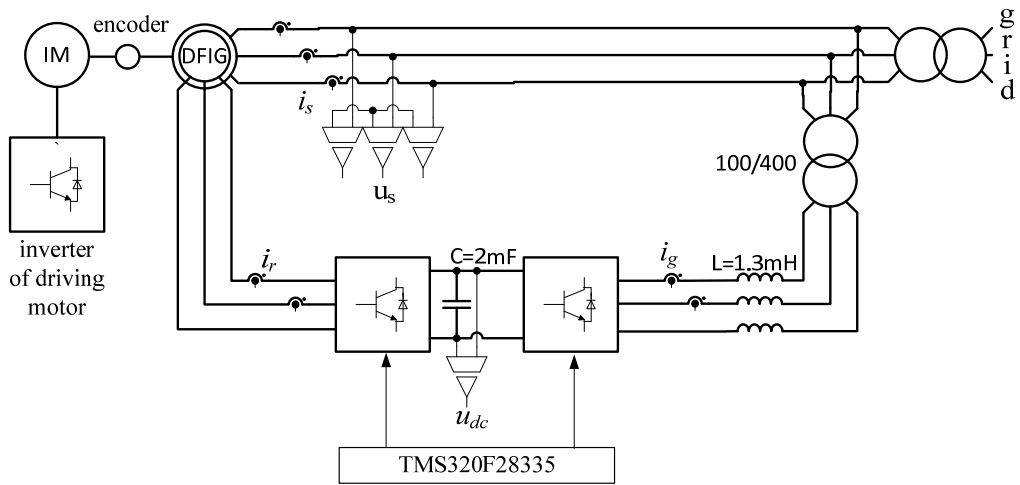 encoder
IM
DFIG
g
r
i
d
i_s
u_s
100/400
inverter
of driving
motor
i_r
C=2mF
i_g
L=1.3mH
u_dc
TMS320F28335